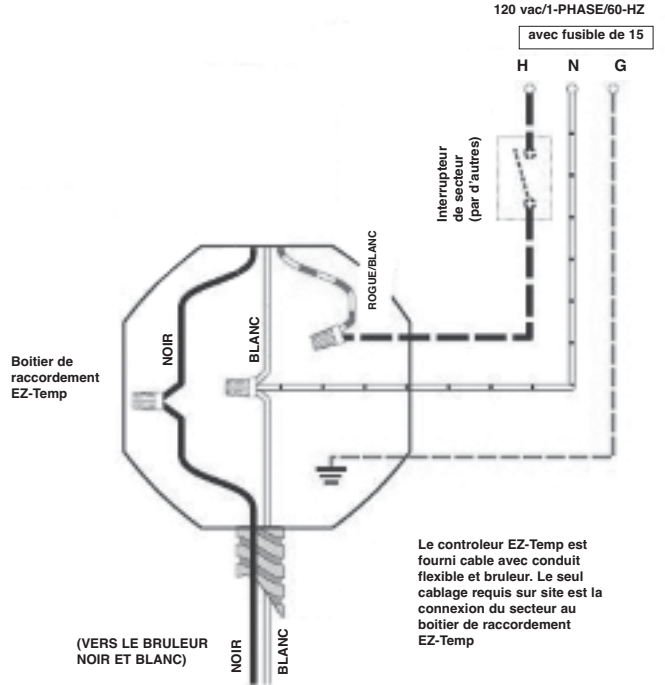 120 vac/1-PHASE/60-HZ
avec fusible de 15
H N G
Interrupteur
de secteur
(par d'autres)
ROGUE/BLANC
NOIR
BLANC
Boitier de
raccordement
EZ-Temp
Le controleur EZ-Temp est
fourni cable avec conduit
flexible et bruleur. Le seul
cablage requis sur site est la
connexion du secteur au
boitier de raccordement
EZ-Temp
(VERS LE BRULEUR
NOIR ET BLANC)
NOIR
BLANC